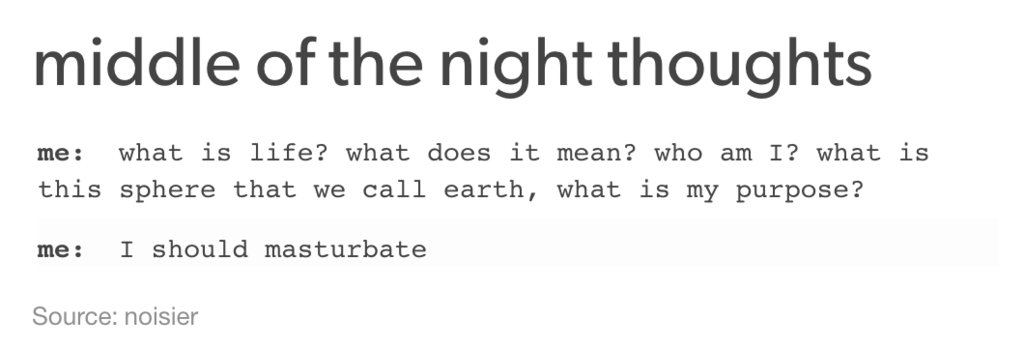 middle of the night thoughts
me: what is life? what does it mean? who am I? what is
this sphere that we call earth, what is my purpose?
me: I should masturbate
Source: noisier